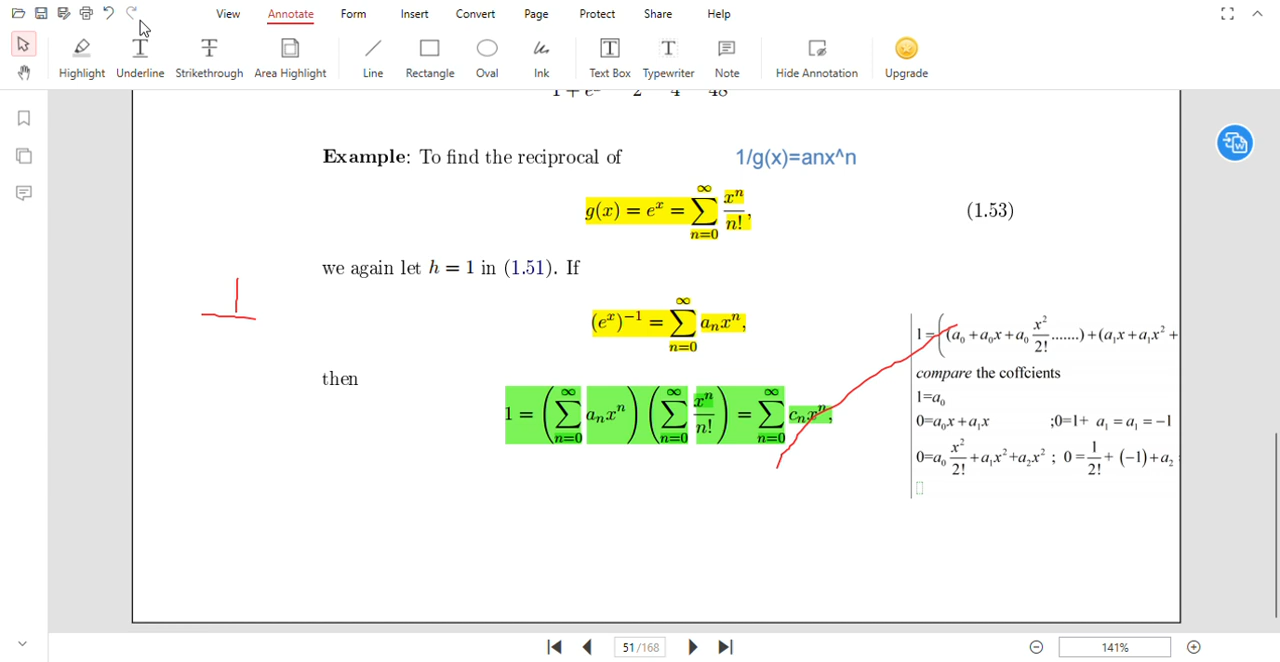 View Annotate Form Insert Convert Page Protect Share Help
Highlight Underline Strikethrough Area Highlight Line Rectangle Oval Ink Text Box Typewriter Note Hide Annotation Upgrade
Example: To find the reciprocal of 1/g(x)=anx^n
g(x) = e^x = ∑_{n=0}^{∞} x^n/n!, (1.53)
we again let h = 1 in (1.51). If
(e^x)^{−1} = ∑_{n=0}^{∞} a_n x^n,
then
1 = (∑_{n=0}^{∞} a_n x^n) (∑_{n=0}^{∞} x^n/n!) = ∑_{n=0}^{∞} c_n x^n,
1=((a_0 +a_0x+a_0 x^2/2!.......)+(a_1x+a_1x^2 +
compare the coffcients
1=a_0
0=a_0x+a_1x ;0=1+ a_1 =a_1 =−1
0=a_0 x^2/2! +a_1x^2+a_2x^2 ; 0=1/2!+ (−1)+a_2
51/168
141%